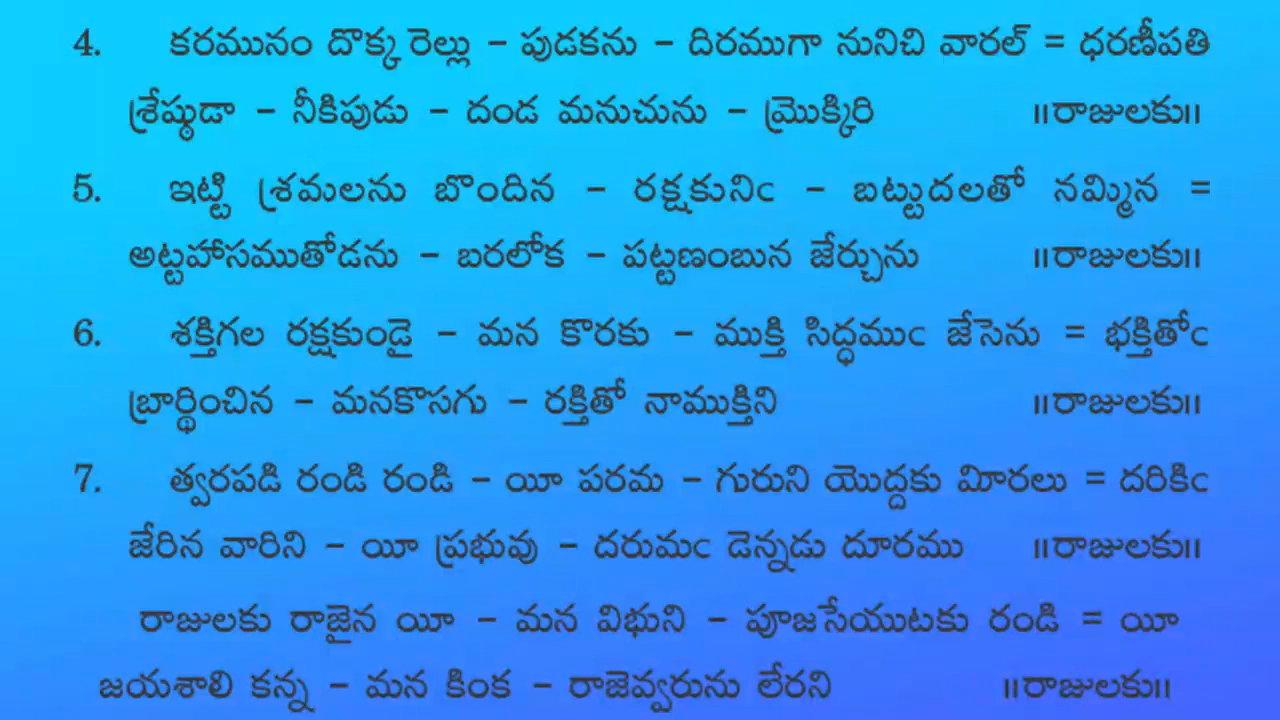 4. కరమునం దొక్క రెల్లు – పుడకను – దిరముగా నునిచి వారల్ = ధరణీపతి
శ్రేష్ఠుడా – నీకిపుడు – దండ మనుచును – మ్రొక్కిరి ॥రాజులకు॥
5. ఇట్టి శ్రమలను బొందిన – రక్షకునిఁ – బట్టుదలతో నమ్మిన =
అట్టహాసముతోడను – బరలోక – పట్టణంబున జేర్చును ॥రాజులకు॥
6. శక్తిగల రక్షకుండై – మన కొరకు – ముక్తి సిద్ధముఁ జేసెను = భక్తితోఁ
బ్రార్థించిన – మనకొసగు – రక్తితో నాముక్తిని ॥రాజులకు॥
7. త్వరపడి రండి రండి – యీ పరమ – గురుని యొద్దకు మీరలు = దరికిఁ
జేరిన వారిని – యీ ప్రభువు – దరుమఁ డెన్నడు దూరము ॥రాజులకు॥
రాజులకు రాజైన యీ – మన విభుని – పూజసేయుటకు రండి = యీ
జయశాలి కన్న – మన కింక – రాజెవ్వరును లేరని ॥రాజులకు॥